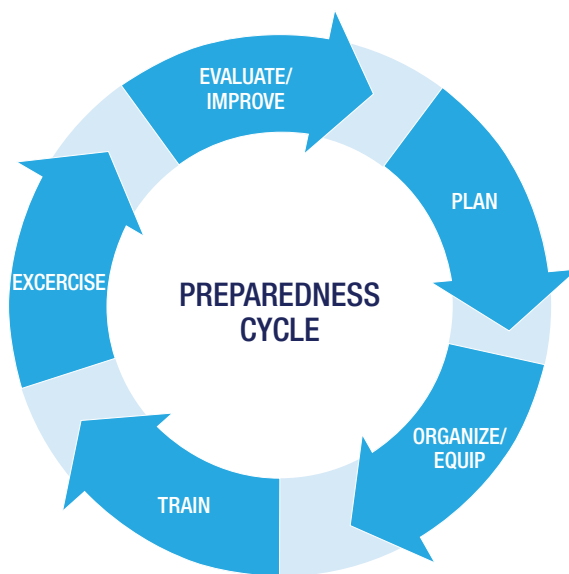 EVALUATE/
IMPROVE
PLAN
ORGANIZE/
EQUIP
TRAIN
EXCERCISE
PREPAREDNESS
CYCLE